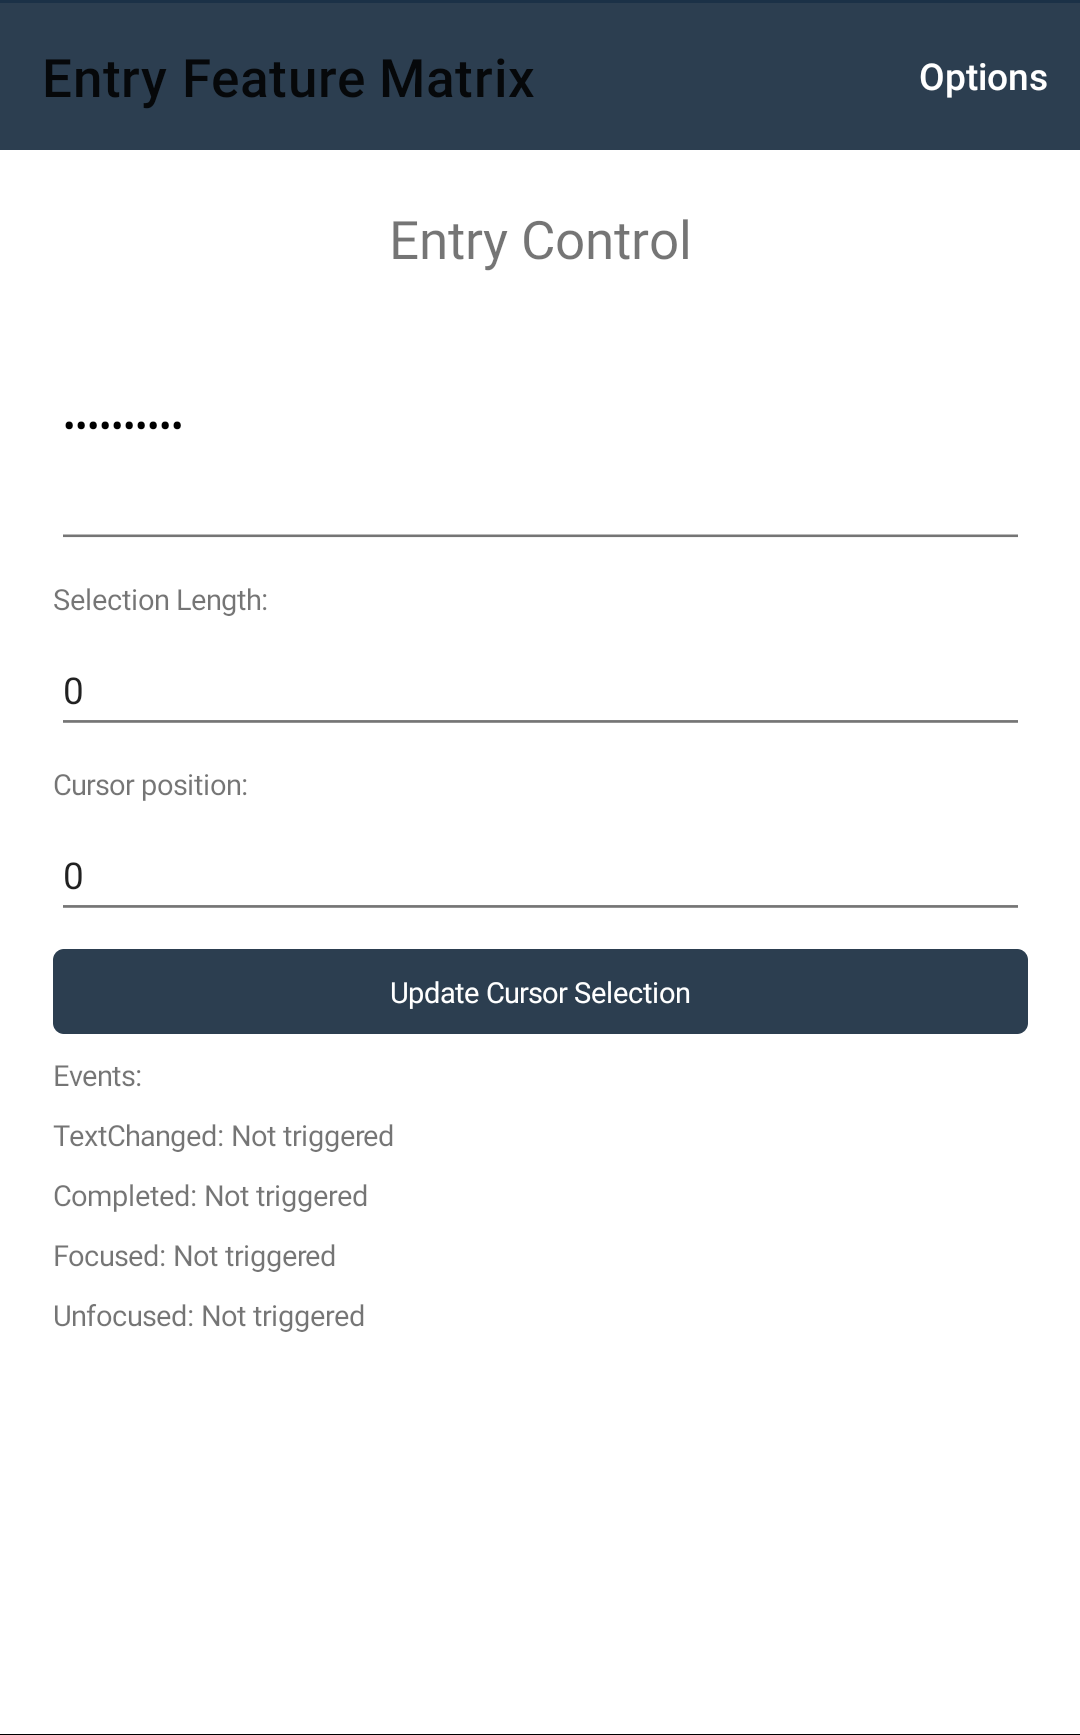 Entry Feature Matrix
Options
Entry Control
••••••••••
Selection Length:
0
Cursor position:
0
Update Cursor Selection
Events:
TextChanged: Not triggered
Completed: Not triggered
Focused: Not triggered
Unfocused: Not triggered